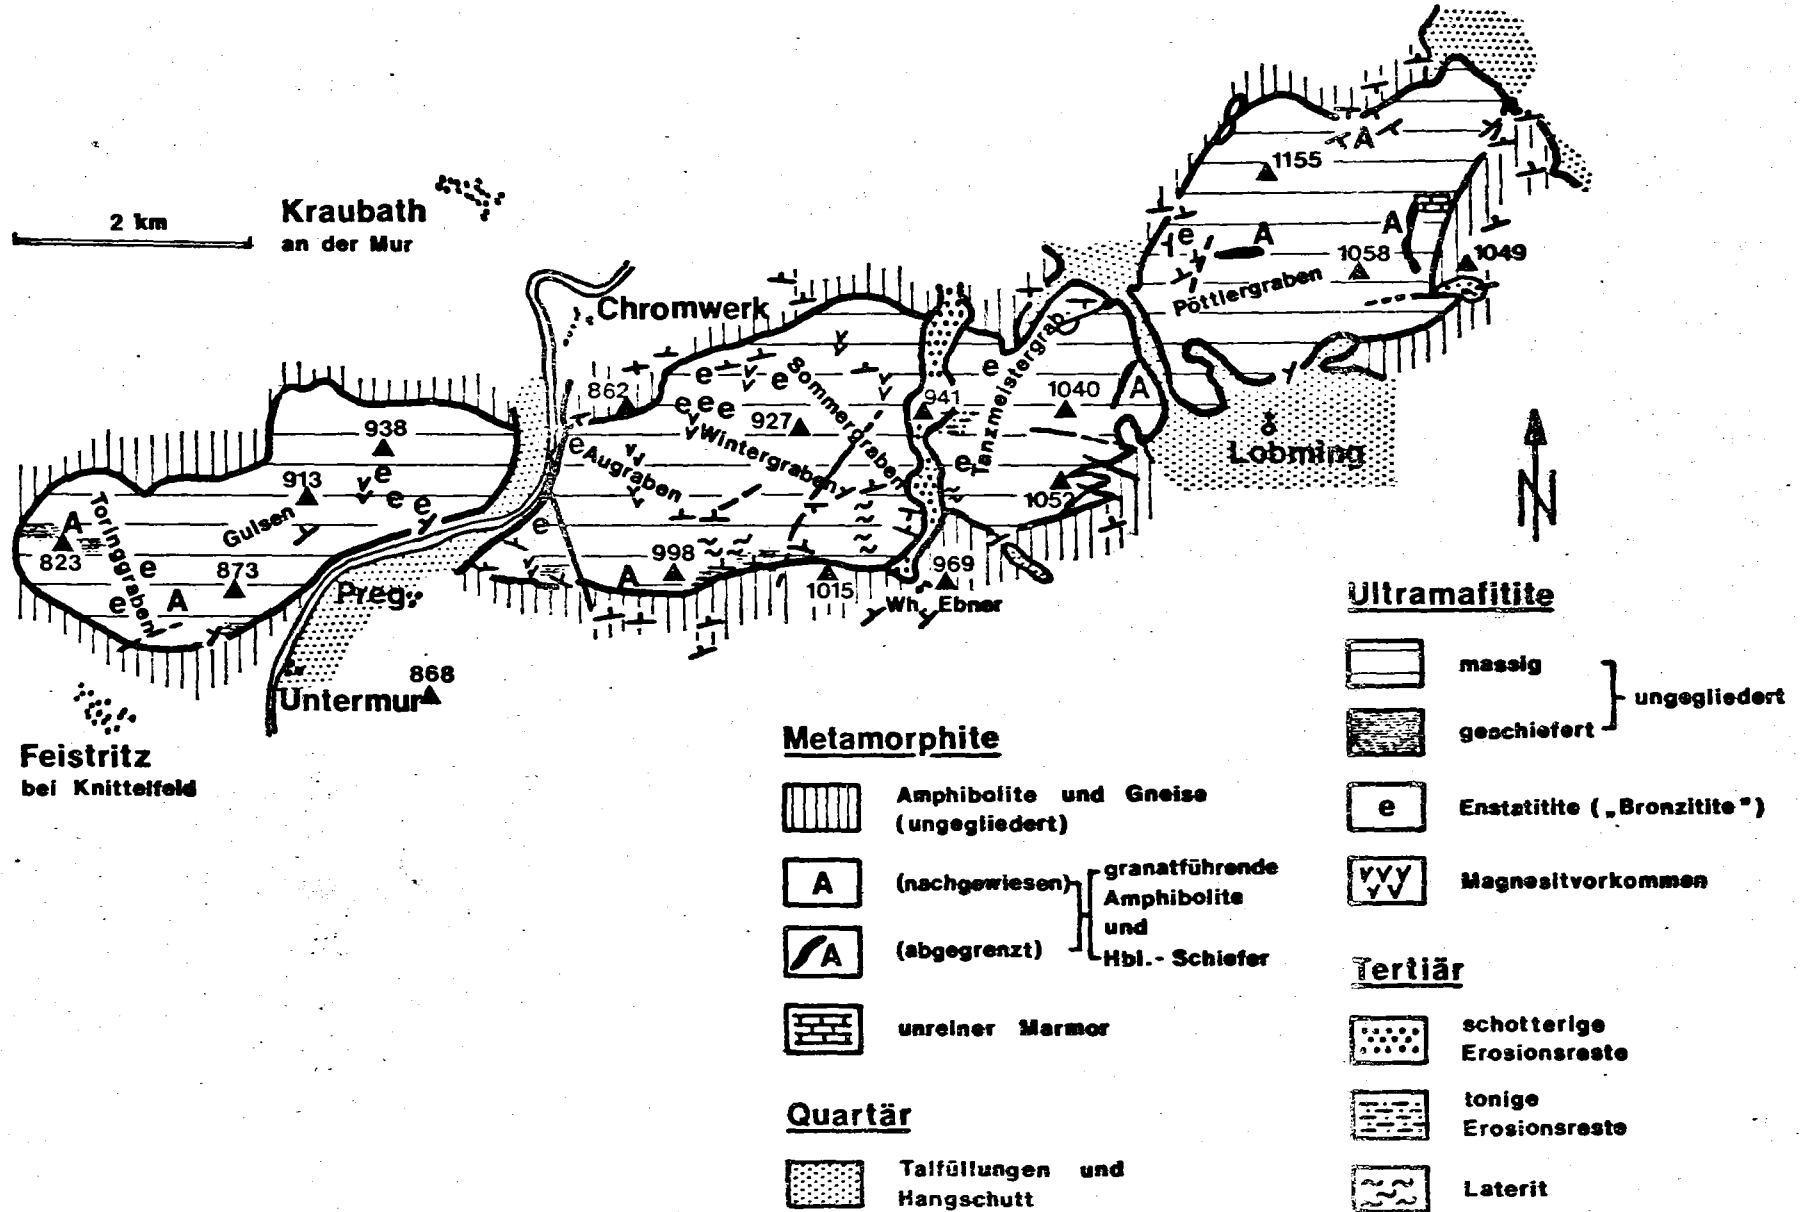 1155
Kraubath
2 km
an der Mur
A
A
A
e
1058
1049
Pöttlergraben
Chromwerk
Tanzmeistergrab.
Sommergraben
e
e
e
862
e e e
1040
A
941
927
938
Wintergraben
e
Augraben
Lobming
e
913
e
e e
1052
N
Toringgraben
A
Gulsen
e
823
e
873
998
A
969
e
A
Preg
1015
Wh. Ebner
868
Untermur
Feistritz
bei Knittelfeld
Metamorphite
Amphibolite und Gneise
(ungegliedert)
A
(nachgewiesen)
granatführende
Amphibolite
und
A
(abgegrenzt)
Hbl.- Schiefer
unreiner Marmor
Quartär
Talfüllungen und
Hangschutt
Ultramafitite
massig
ungegliedert
geschiefert
e
Enstatitite („Bronzitite")
Magnesitvorkommen
Tertiär
schotterige
Erosionsreste
tonige
Erosionsreste
Laterit